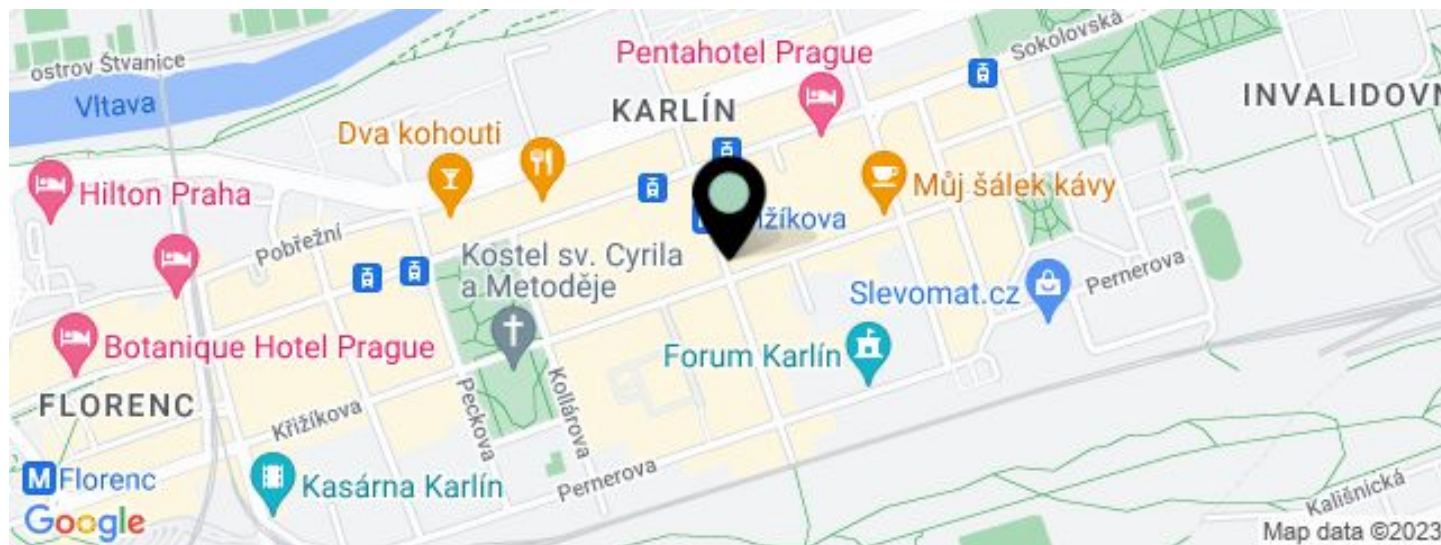 Pentahotel Prague
Sokolovská
ostrov Štvanice
Vltava
KARLÍN
Dva kohouti
Hilton Praha
Můj šálek kávy
Pobřežní
Kostel sv. Cyrila
a Metoděje
Slevomat.cz
Pernerova
Botanique Hotel Prague
Forum Karlín
FLORENC
Křižíkova
Peckova
Kollárova
M Florenc
Kasárna Karlín
Pernerova
Kališnická
Google
Map data ©2023